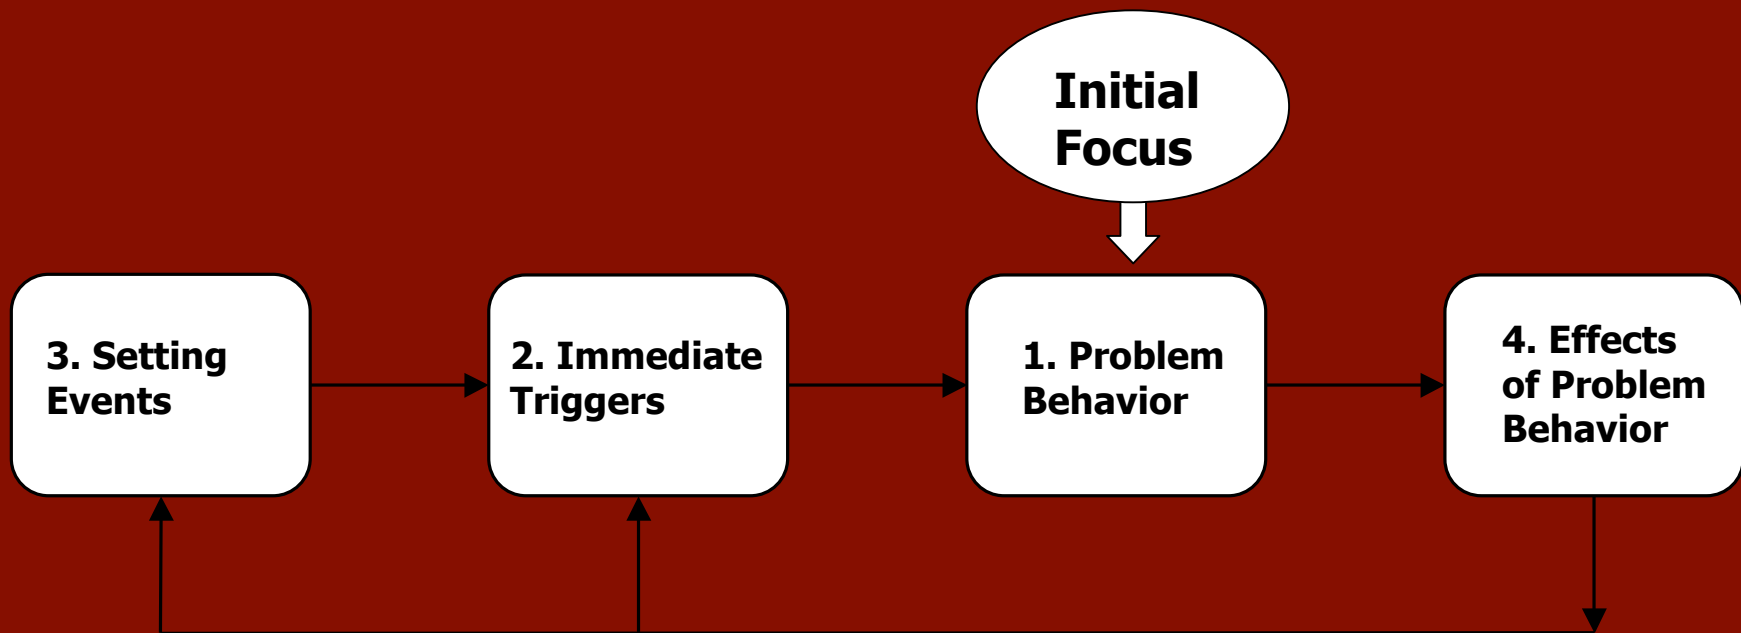 Initial
Focus
3. Setting
Events
2. Immediate
Triggers
1. Problem
Behavior
4. Effects
of Problem
Behavior